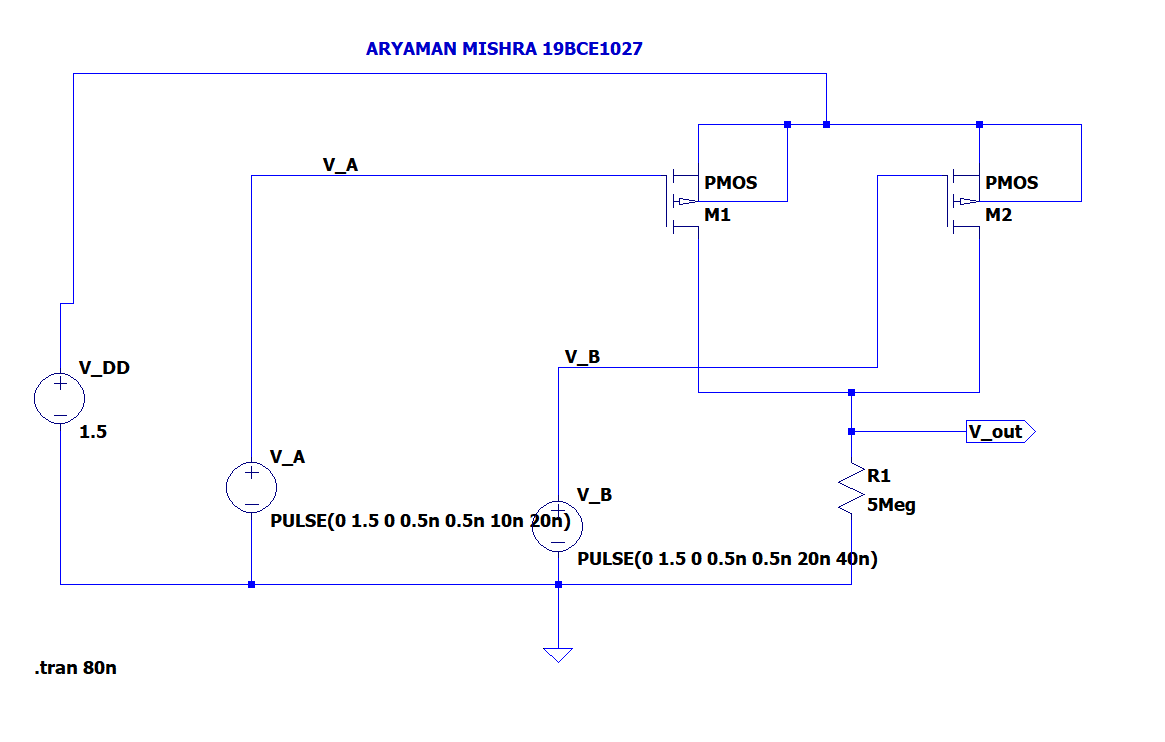 ARYAMAN MISHRA 19BCE1027
V_A
PMOS
M1
PMOS
M2
V_B
V_DD
1.5
V_A
PULSE(0 1.5 0 0.5n 0.5n 10n 20n)
V_B
PULSE(0 1.5 0 0.5n 0.5n 20n 40n)
V_out
R1
5Meg
.tran 80n